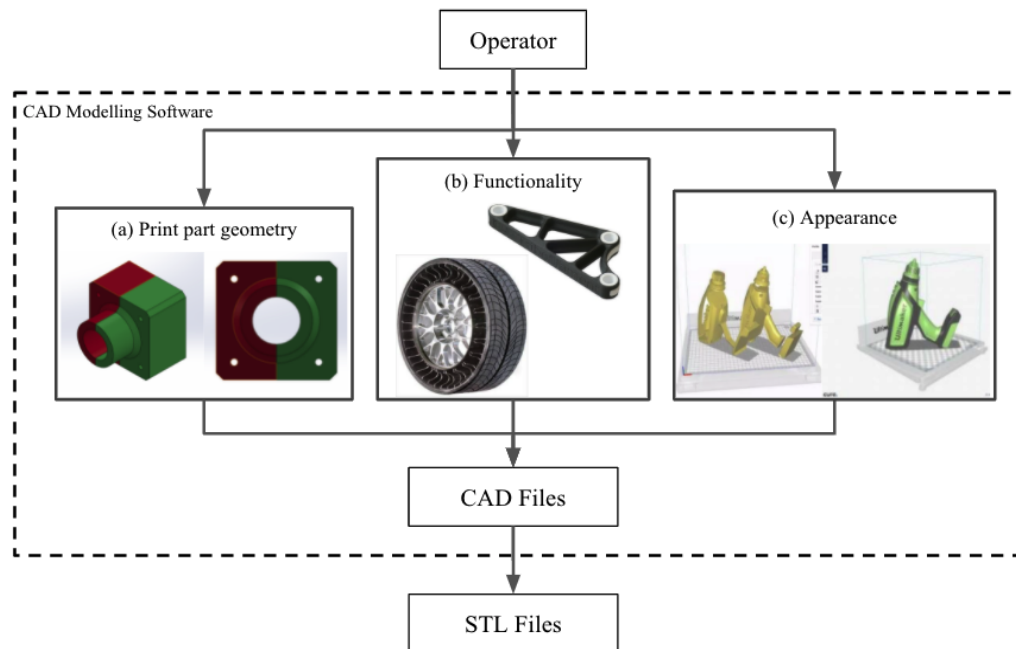 Operator
CAD Modelling Software
(a) Print part geometry
(b) Functionality
(c) Appearance
CAD Files
STL Files